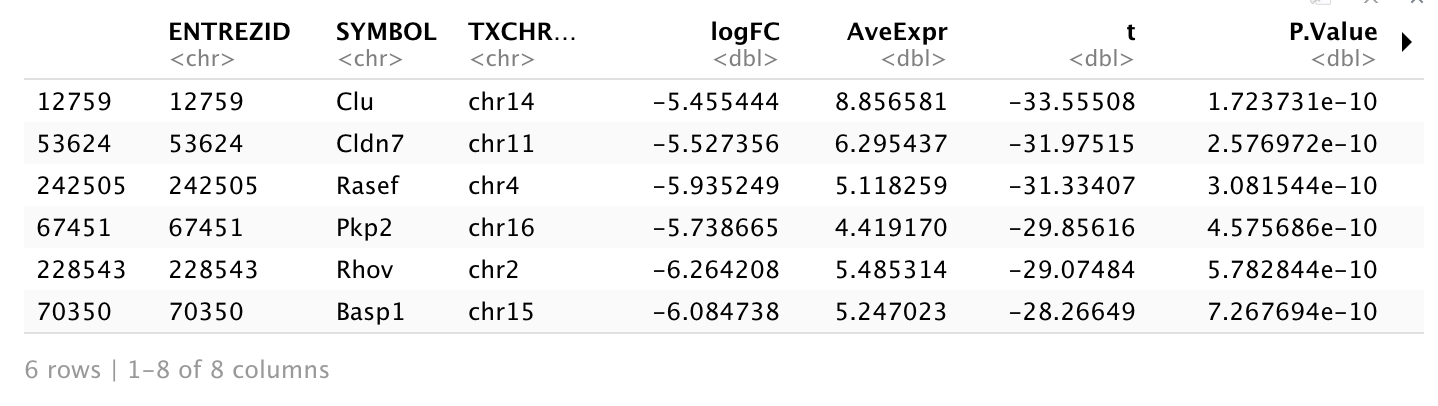 ENTREZID SYMBOL TXCHR… logFC AveExpr t P.Value
<chr> <chr> <chr> <dbl> <dbl> <dbl> <dbl>
12759 12759 Clu chr14 −5.455444 8.856581 −33.55508 1.723731e−10
53624 53624 Cldn7 chr11 −5.527356 6.295437 −31.97515 2.576972e−10
242505 242505 Rasef chr4 −5.935249 5.118259 −31.33407 3.081544e−10
67451 67451 Pkp2 chr16 −5.738665 4.419170 −29.85616 4.575686e−10
228543 228543 Rhov chr2 −6.264208 5.485314 −29.07484 5.782844e−10
70350 70350 Basp1 chr15 −6.084738 5.247023 −28.26649 7.267694e−10
6 rows | 1−8 of 8 columns